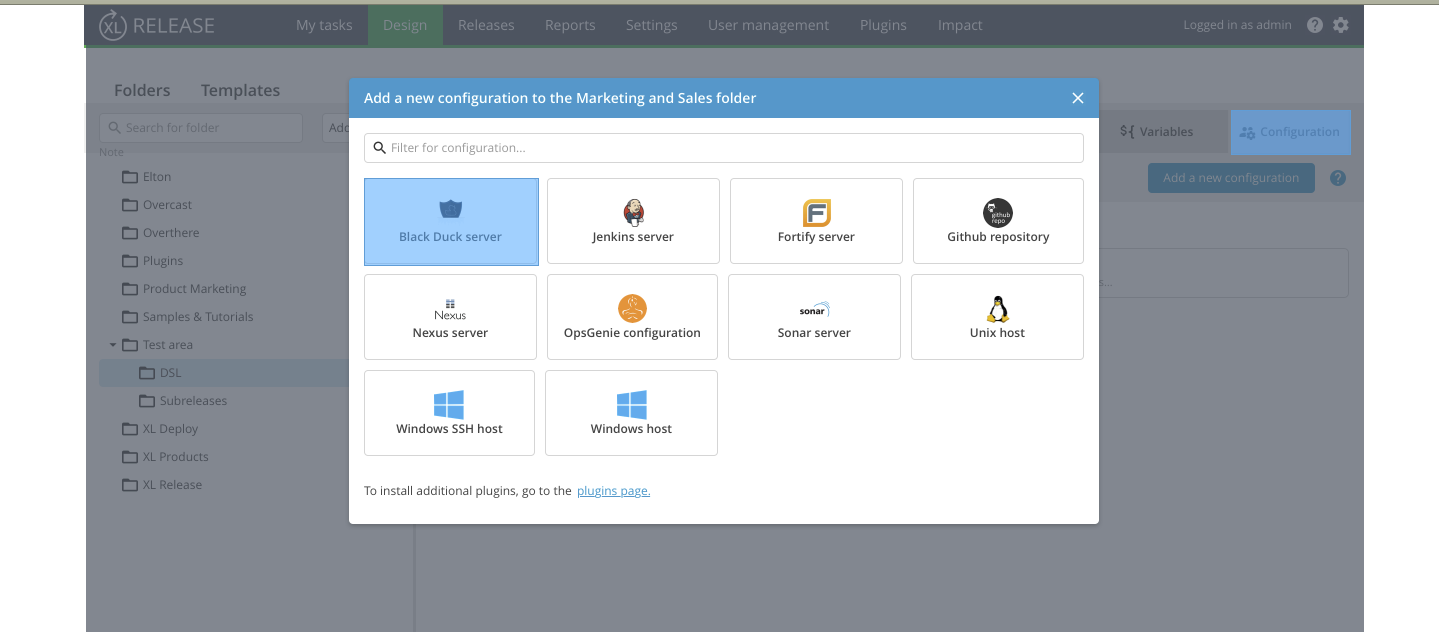 XL RELEASE My tasks Design Releases Reports Settings User management Plugins Impact Logged in as admin ?
Folders Templates
Add a new configuration to the Marketing and Sales folder
Search for folder
Add
Filter for configuration...
${ Variables
Configuration
Note
Add a new configuration ?
Elton
Overcast
Overthere
Plugins
Product Marketing
Samples & Tutorials
Test area
DSL
Subreleases
XL Deploy
XL Products
XL Release
Black Duck server
Jenkins server
Fortify server
github
repo
Github repository
Nexus
Nexus server
OpsGenie configuration
sonar
Sonar server
Unix host
Windows SSH host
Windows host
To install additional plugins, go to the plugins page.